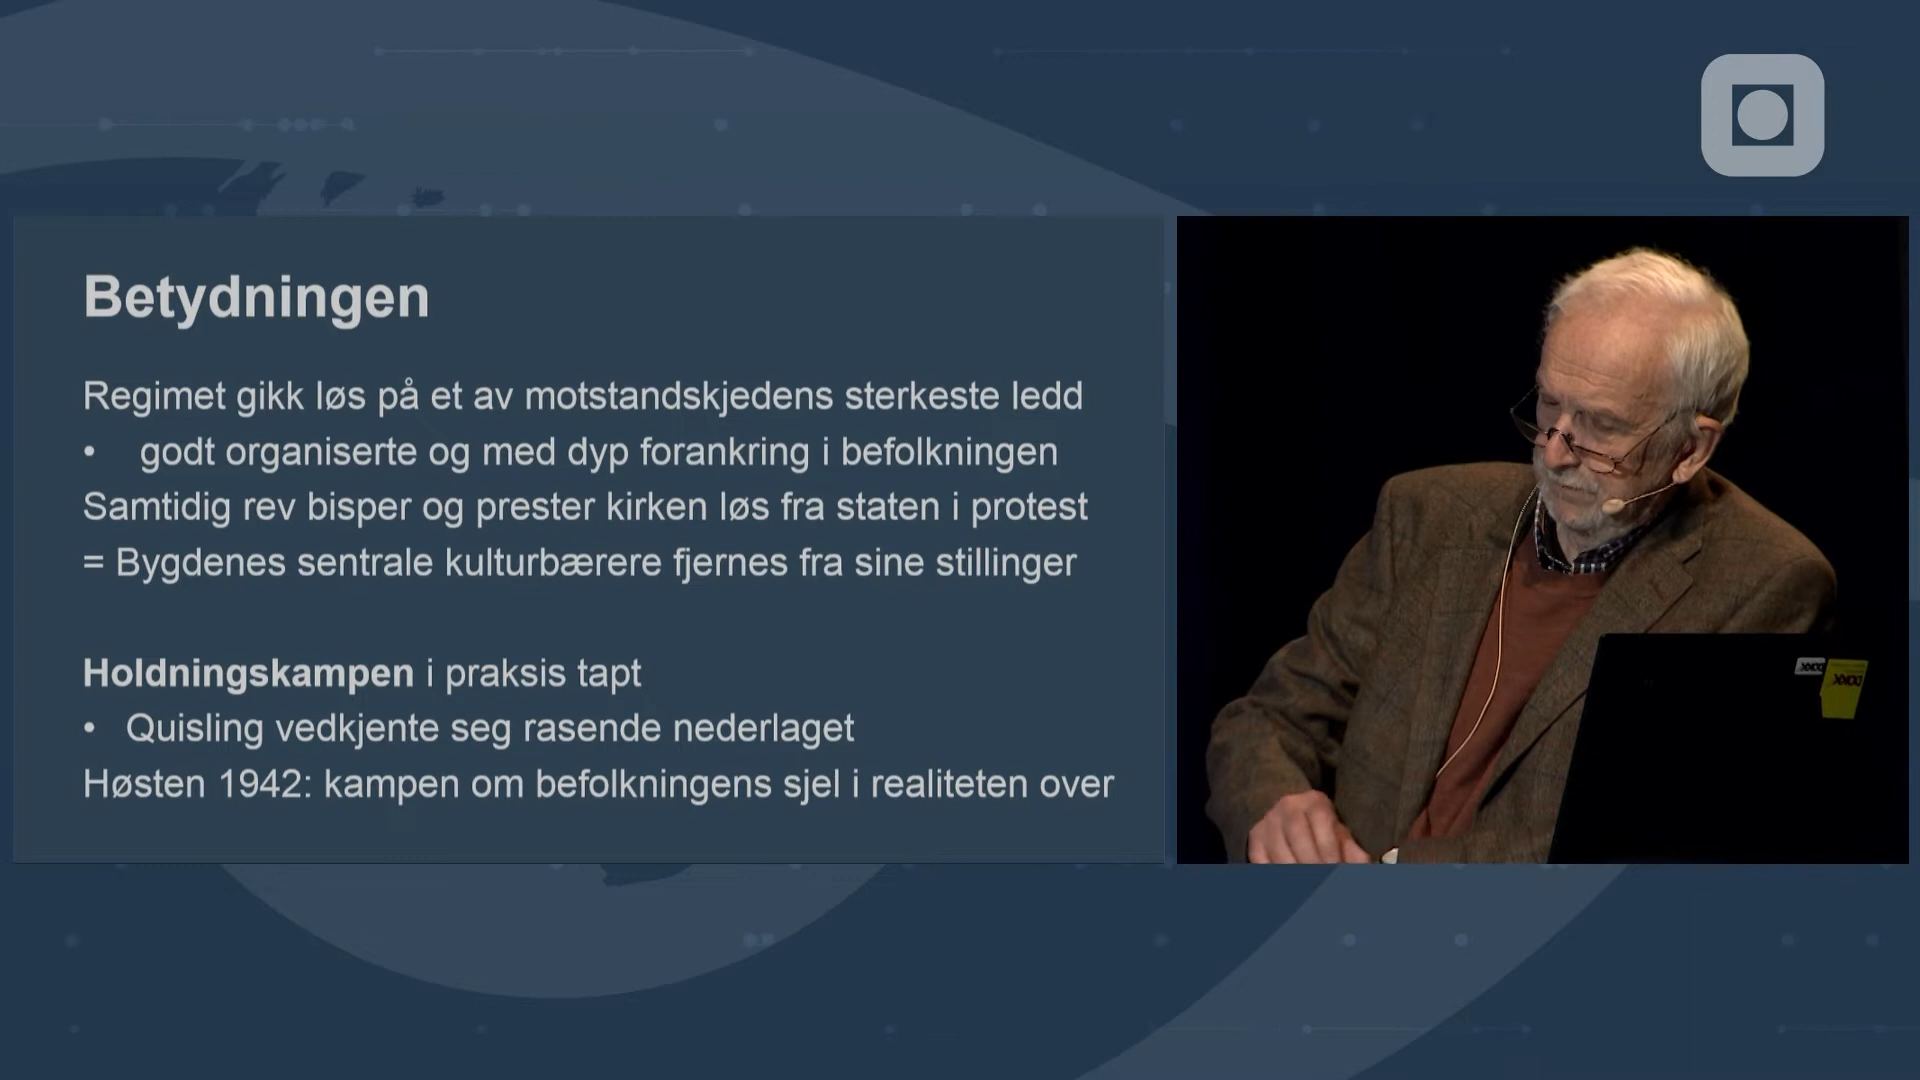 Betydningen
Regimet gikk løs på et av motstandskjedens sterkeste ledd
• godt organiserte og med dyp forankring i befolkningen
Samtidig rev bisper og prester kirken løs fra staten i protest
= Bygdenes sentrale kulturbærere fjernes fra sine stillinger
Holdningskampen i praksis tapt
• Quisling vedkjente seg rasende nederlaget
Høsten 1942: kampen om befolkningens sjel i realiteten over